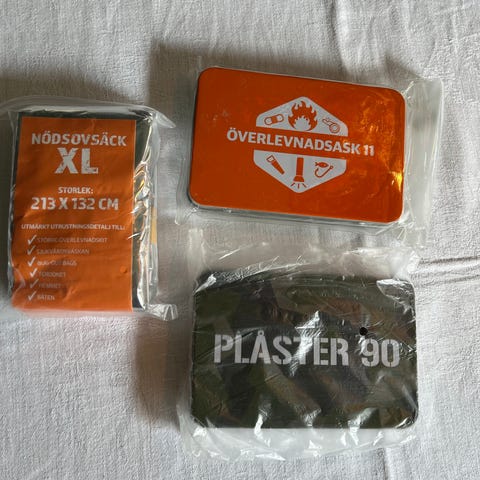 NÖDSOVSÄCK
XL
STORLEK:
213 X 132 CM
UTMÄRKT UTRUSTNINGSDETALJ TILL:
STÖRRE ÖVERLEVNADSKIT
SJUKVÅRDSVÄSKAN
BUG OUT BAGS
FORDONET
HEMMET
BÅTEN
ÖVERLEVNADSASK 11
PLÅSTER 90